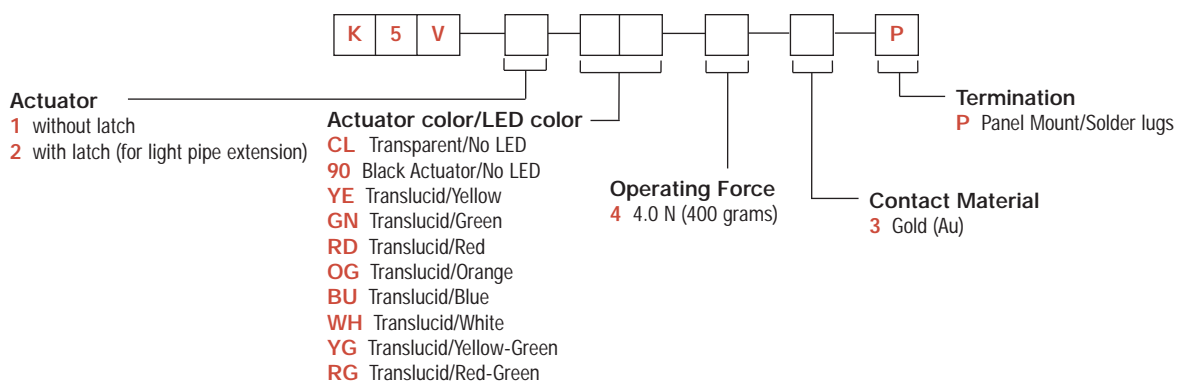 K 5 V P
Actuator
1 without latch
2 with latch (for light pipe extension)
Actuator color/LED color
CL Transparent/No LED
90 Black Actuator/No LED
YE Translucid/Yellow
GN Translucid/Green
RD Translucid/Red
OG Translucid/Orange
BU Translucid/Blue
WH Translucid/White
YG Translucid/Yellow-Green
RG Translucid/Red-Green
Operating Force
4 4.0 N (400 grams)
Contact Material
3 Gold (Au)
Termination
P Panel Mount/Solder lugs